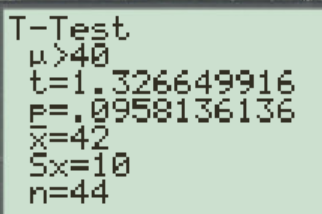 T-Test
μ>40
t=1.326649916
p=.0958136136
x̄=42
Sx=10
n=44